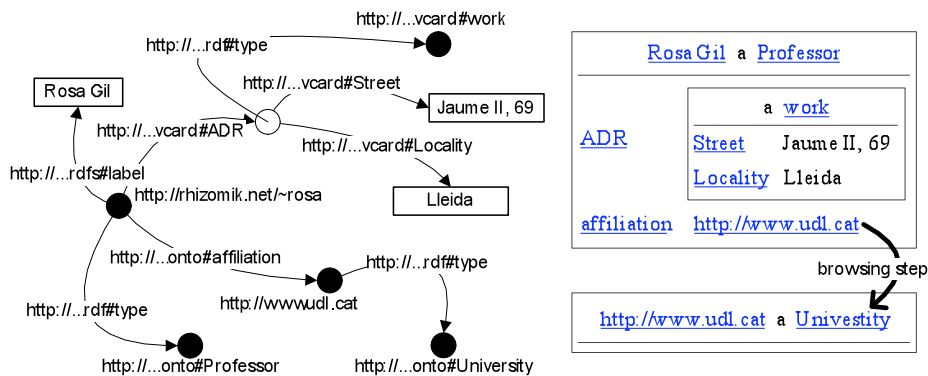 http://...vcard#work
http://...rdf#type
http://...vcard#Street
Rosa Gil
Jaume II, 69
http://...vcard#ADR
http://...vcard#Locality
http://...rdfs#label
http://rhizomik.net/~rosa
Lleida
http://...onto#affiliation
http://...rdf#type
http://www.udl.cat
http://...rdf#type
http://...onto#Professor
http://...onto#University
Rosa Gil a Professor
a work
ADR
Street Jaume II, 69
Locality Lleida
affiliation http://www.udl.cat
browsing step
http://www.udl.cat a Univestity